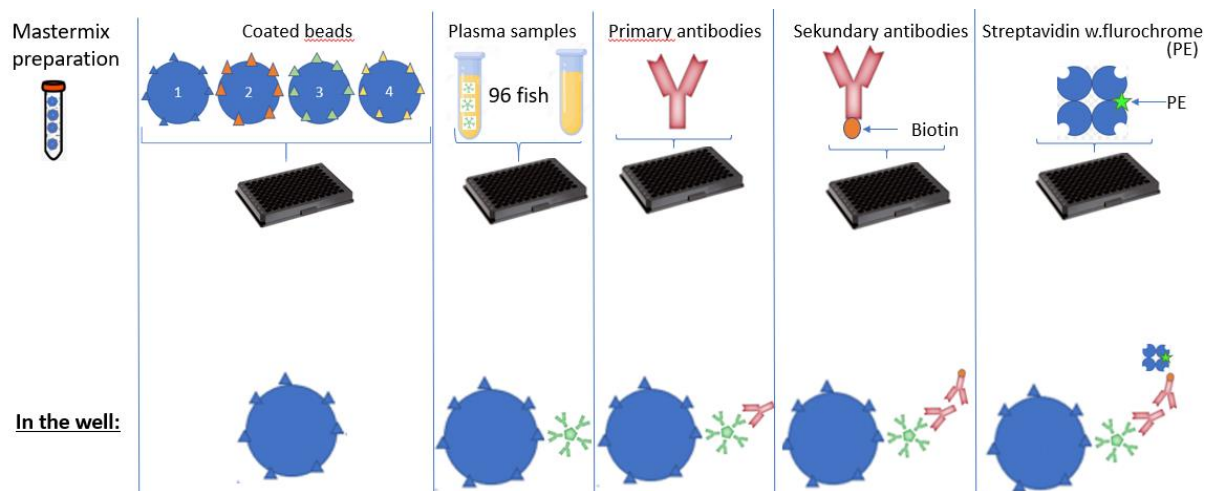 Mastermix
preparation
Coated beads
1
2
3
4
Plasma samples
96 fish
Primary antibodies
Sekundary antibodies
Biotin
Streptavidin w.flurochrome
(PE)
PE
In the well: